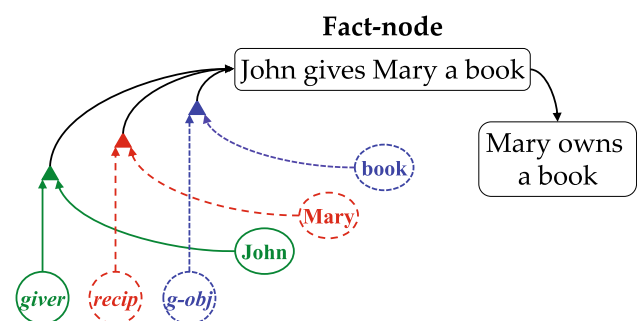 Fact-node
John gives Mary a book
Mary owns
a book
book
Mary
John
giver
recip
g-obj